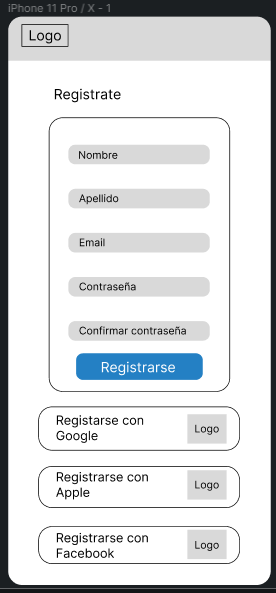 iPhone 11 Pro / X - 1
Logo
Registrate
Nombre
Apellido
Email
Contraseña
Confirmar contraseña
Registrarse
Registarse con
Google
Logo
Registrarse con
Apple
Logo
Registrarse con
Facebook
Logo